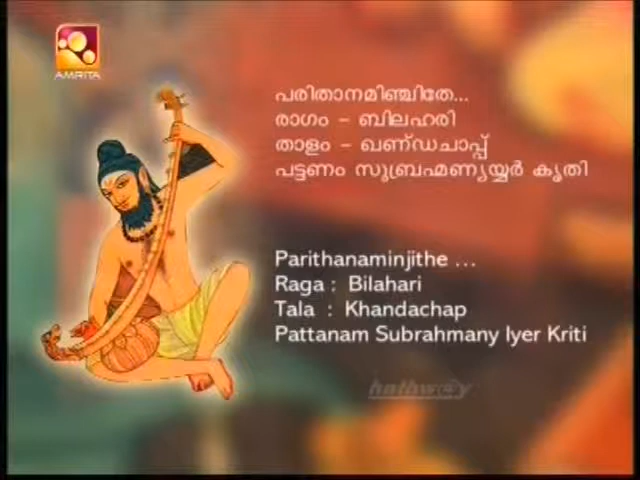 AMRITA
പരിതാനമിഞ്ചിതേ...
രാഗം - ബിലഹരി
താളം - ഖണ്ഡചാപ്പ്
പട്ടണം സുബ്രഹ്മണ്യയ്യർ കൃതി
Parithanaminjithe ...
Raga : Bilahari
Tala : Khandachap
Pattanam Subrahmany Iyer Kriti
hathway